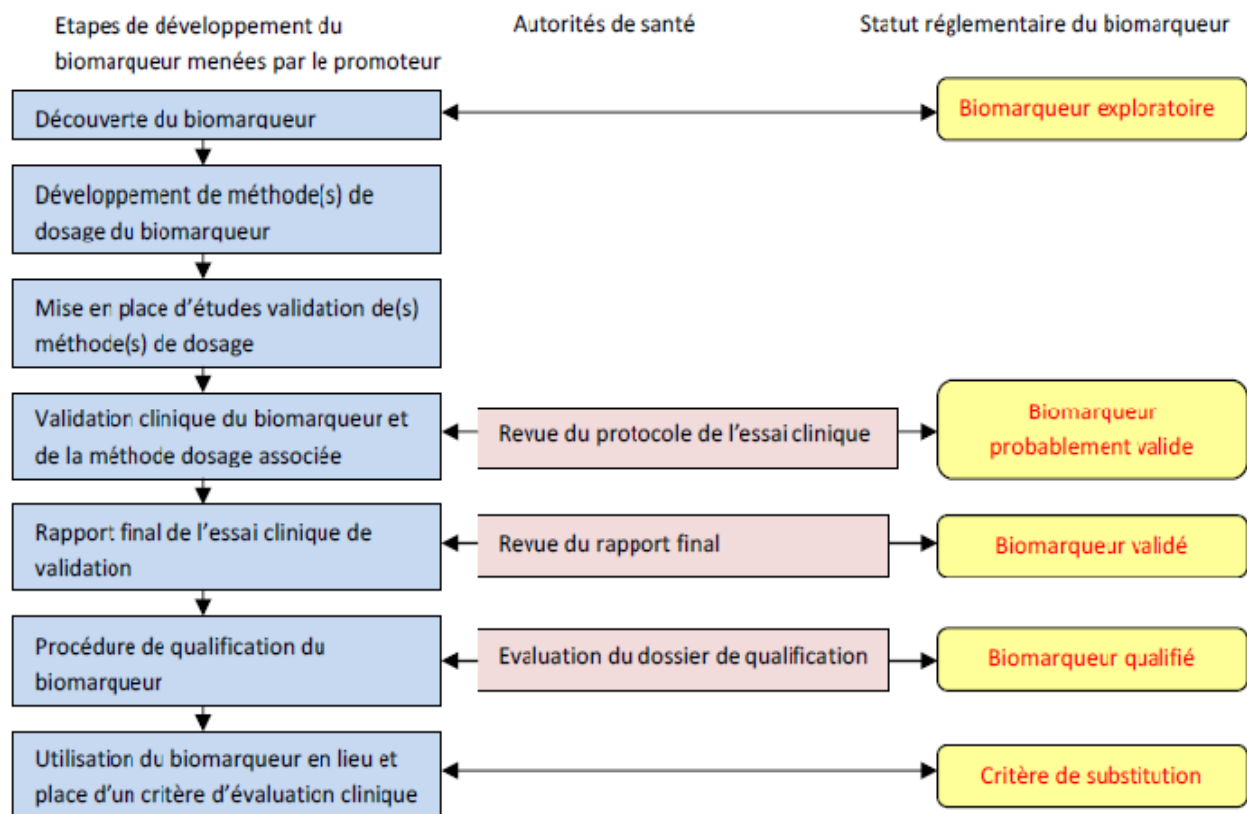 Etapes de développement du
biomarqueur menées par le promoteur
Autorités de santé
Statut réglementaire du biomarqueur
Découverte du biomarqueur
Biomarqueur exploratoire
Développement de méthode(s) de
dosage du biomarqueur
Mise en place d'études validation de(s)
méthode(s) de dosage
Validation clinique du biomarqueur et
de la méthode dosage associée
Revue du protocole de l'essai clinique
Biomarqueur
probablement valide
Rapport final de l'essai clinique de
validation
Revue du rapport final
Biomarqueur validé
Procédure de qualification du
biomarqueur
Evaluation du dossier de qualification
Biomarqueur qualifié
Utilisation du biomarqueur en lieu et
place d'un critère d'évaluation clinique
Critère de substitution